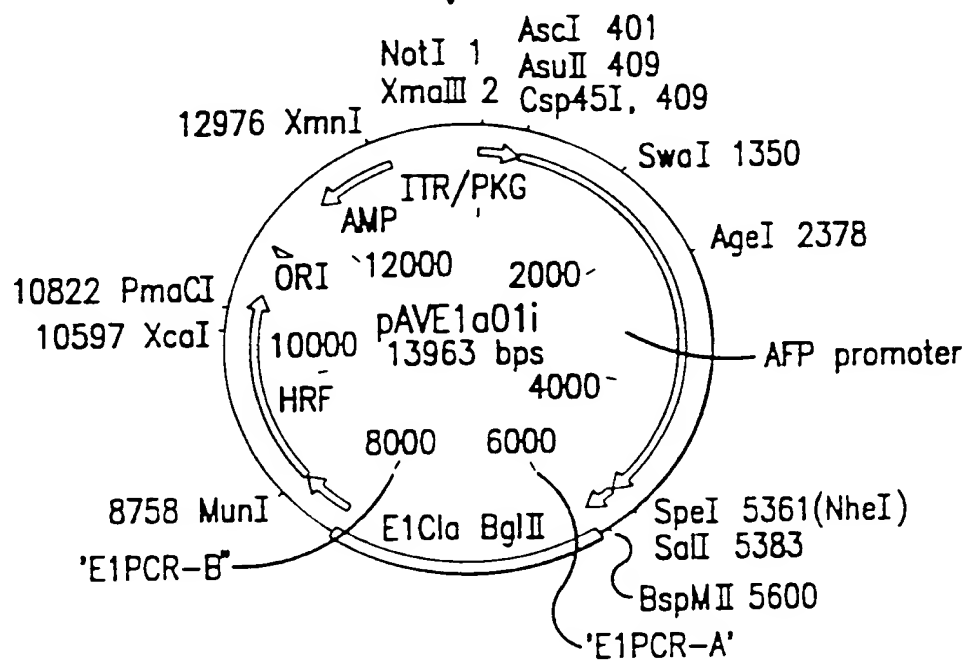 AscI 401
NotI 1
AsuII 409
XmaIII 2
Csp45I, 409
12976 XmnI
SwaI 1350
ITR/PKG
AMP
AgeI 2378
12000
ORI
2000
10822 PmaCI
pAVE1a01i
10597 XcaI
10000
13963 bps
AFP promoter
4000
HRF
8000
6000
8758 MunI
E1Cla BglII
SpeI 5361(NheI)
SalI 5383
'E1PCR-B"
BspMII 5600
'E1PCR-A'